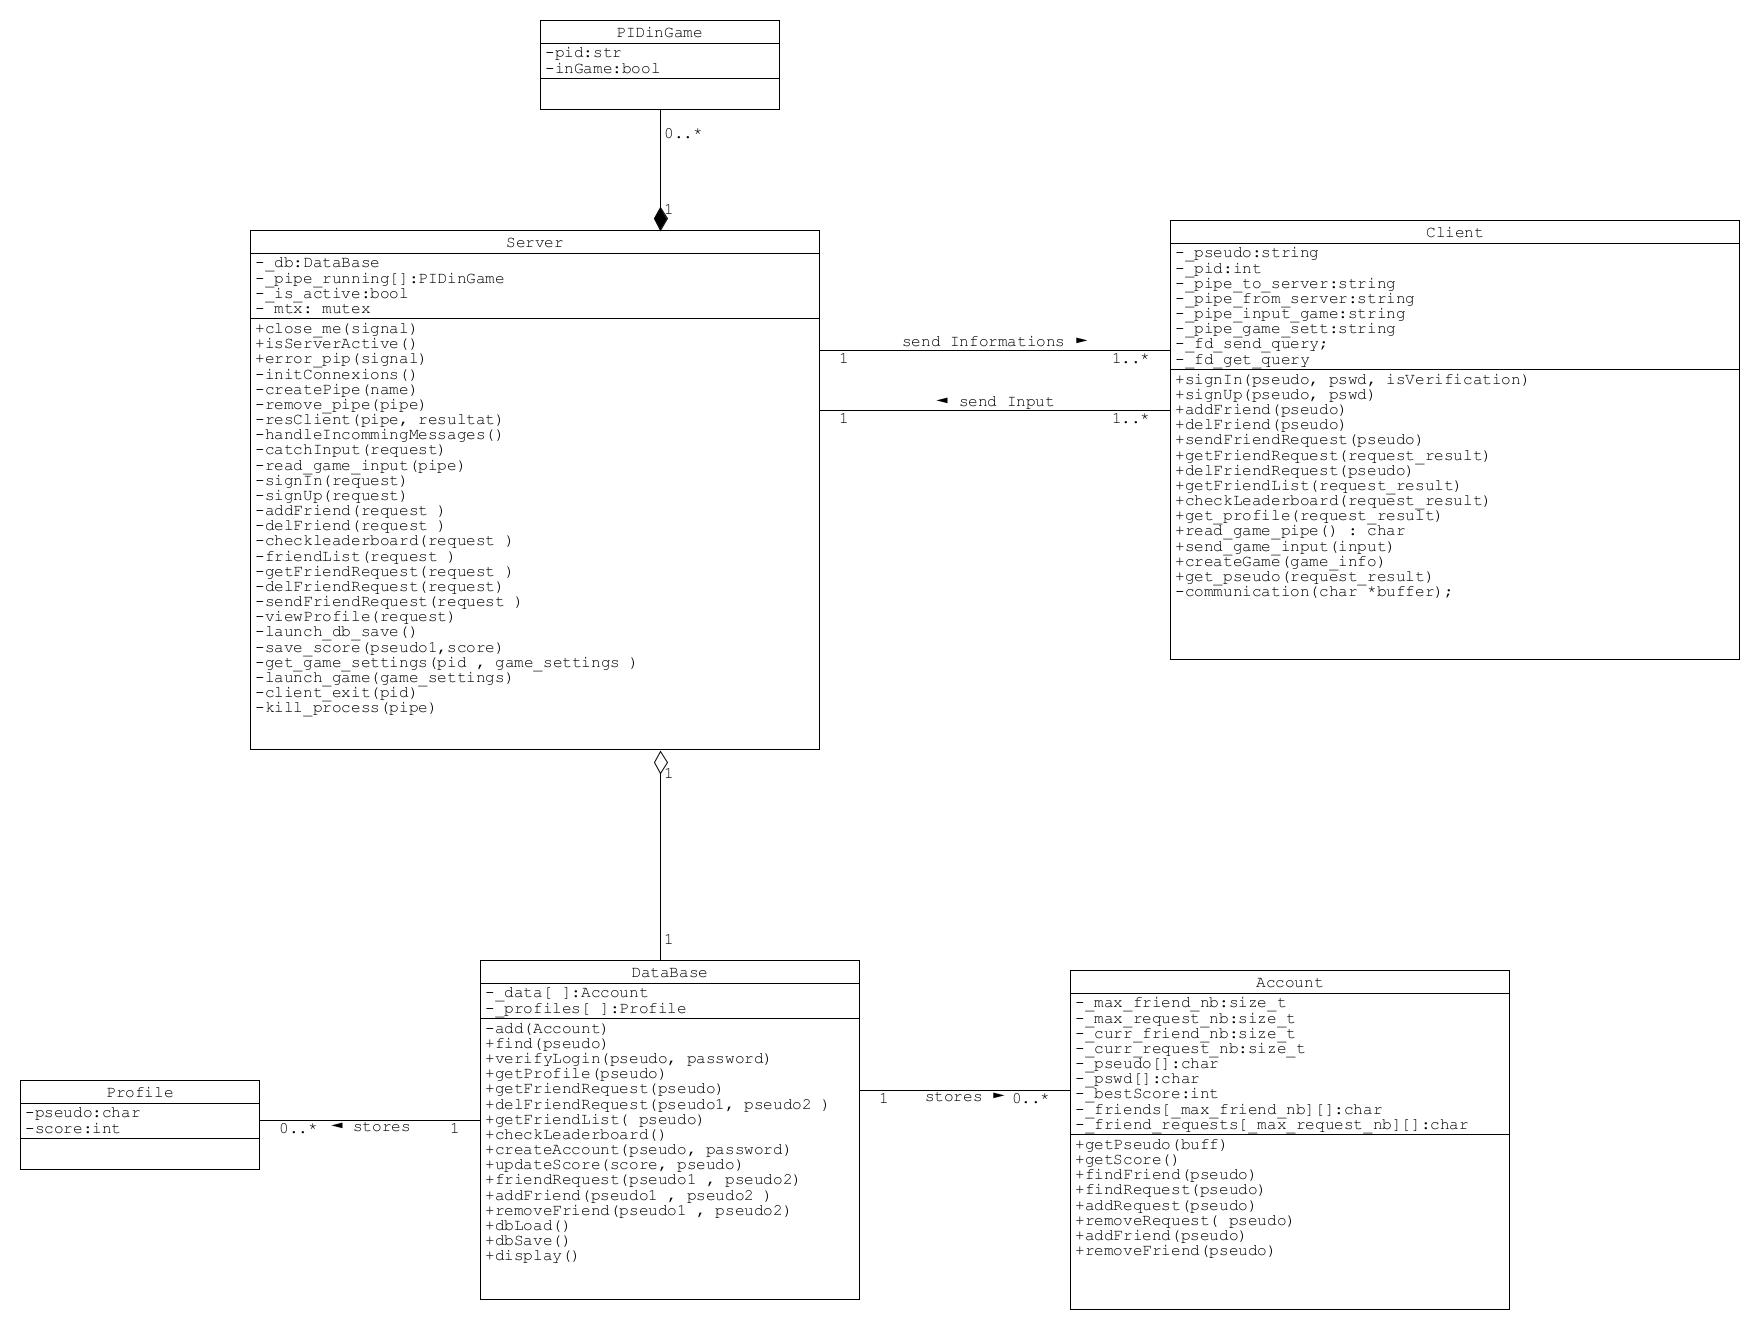 PIDinGame
-pid:str
-inGame:bool
0..*
1
Server
-_db:DataBase
-_pipe_running[]:PIDinGame
-_is_active:bool
-_mtx: mutex
+close_me(signal)
+isServerActive()
+error_pip(signal)
-initConnexions()
-createPipe(name)
-remove_pipe(pipe)
-resClient(pipe, resultat)
-handleIncommingMessages()
-catchInput(request)
-read_game_input(pipe)
-signIn(request)
-signUp(request)
-addFriend(request )
-delFriend(request )
-checkleaderboard(request )
-friendList(request )
-getFriendRequest(request )
-delFriendRequest(request)
-sendFriendRequest(request )
-viewProfile(request)
-launch_db_save()
-save_score(pseudo1,score)
-get_game_settings(pid , game_settings )
-launch_game(game_settings)
-client_exit(pid)
-kill_process(pipe)
send Informations ►
1 1..*
◄ send Input
1 1..*
Client
-_pseudo:string
-_pid:int
-_pipe_to_server:string
-_pipe_from_server:string
-_pipe_input_game:string
-_pipe_game_sett:string
-_fd_send_query;
-_fd_get_query
+signIn(pseudo, pswd, isVerification)
+signUp(pseudo, pswd)
+addFriend(pseudo)
+delFriend(pseudo)
+sendFriendRequest(pseudo)
+getFriendRequest(request_result)
+delFriendRequest(pseudo)
+getFriendList(request_result)
+checkLeaderboard(request_result)
+get_profile(request_result)
+read_game_pipe() : char
+send_game_input(input)
+createGame(game_info)
+get_pseudo(request_result)
-communication(char *buffer);
1
1
DataBase
-_data[ ]:Account
-_profiles[ ]:Profile
-add(Account)
+find(pseudo)
+verifyLogin(pseudo, password)
+getProfile(pseudo)
+getFriendRequest(pseudo)
+delFriendRequest(pseudo1, pseudo2 )
+getFriendList( pseudo)
+checkLeaderboard()
+createAccount(pseudo, password)
+updateScore(score, pseudo)
+friendRequest(pseudo1 , pseudo2)
+addFriend(pseudo1 , pseudo2 )
+removeFriend(pseudo1 , pseudo2)
+dbLoad()
+dbSave()
+display()
Profile
-pseudo:char
-score:int
0..* ◄ stores 1
1 stores ► 0..*
Account
-_max_friend_nb:size_t
-_max_request_nb:size_t
-_curr_friend_nb:size_t
-_curr_request_nb:size_t
-_pseudo[]:char
-_pswd[]:char
-_bestScore:int
-_friends[_max_friend_nb][]:char
-_friend_requests[_max_request_nb][]:char
+getPseudo(buff)
+getScore()
+findFriend(pseudo)
+findRequest(pseudo)
+addRequest(pseudo)
+removeRequest( pseudo)
+addFriend(pseudo)
+removeFriend(pseudo)